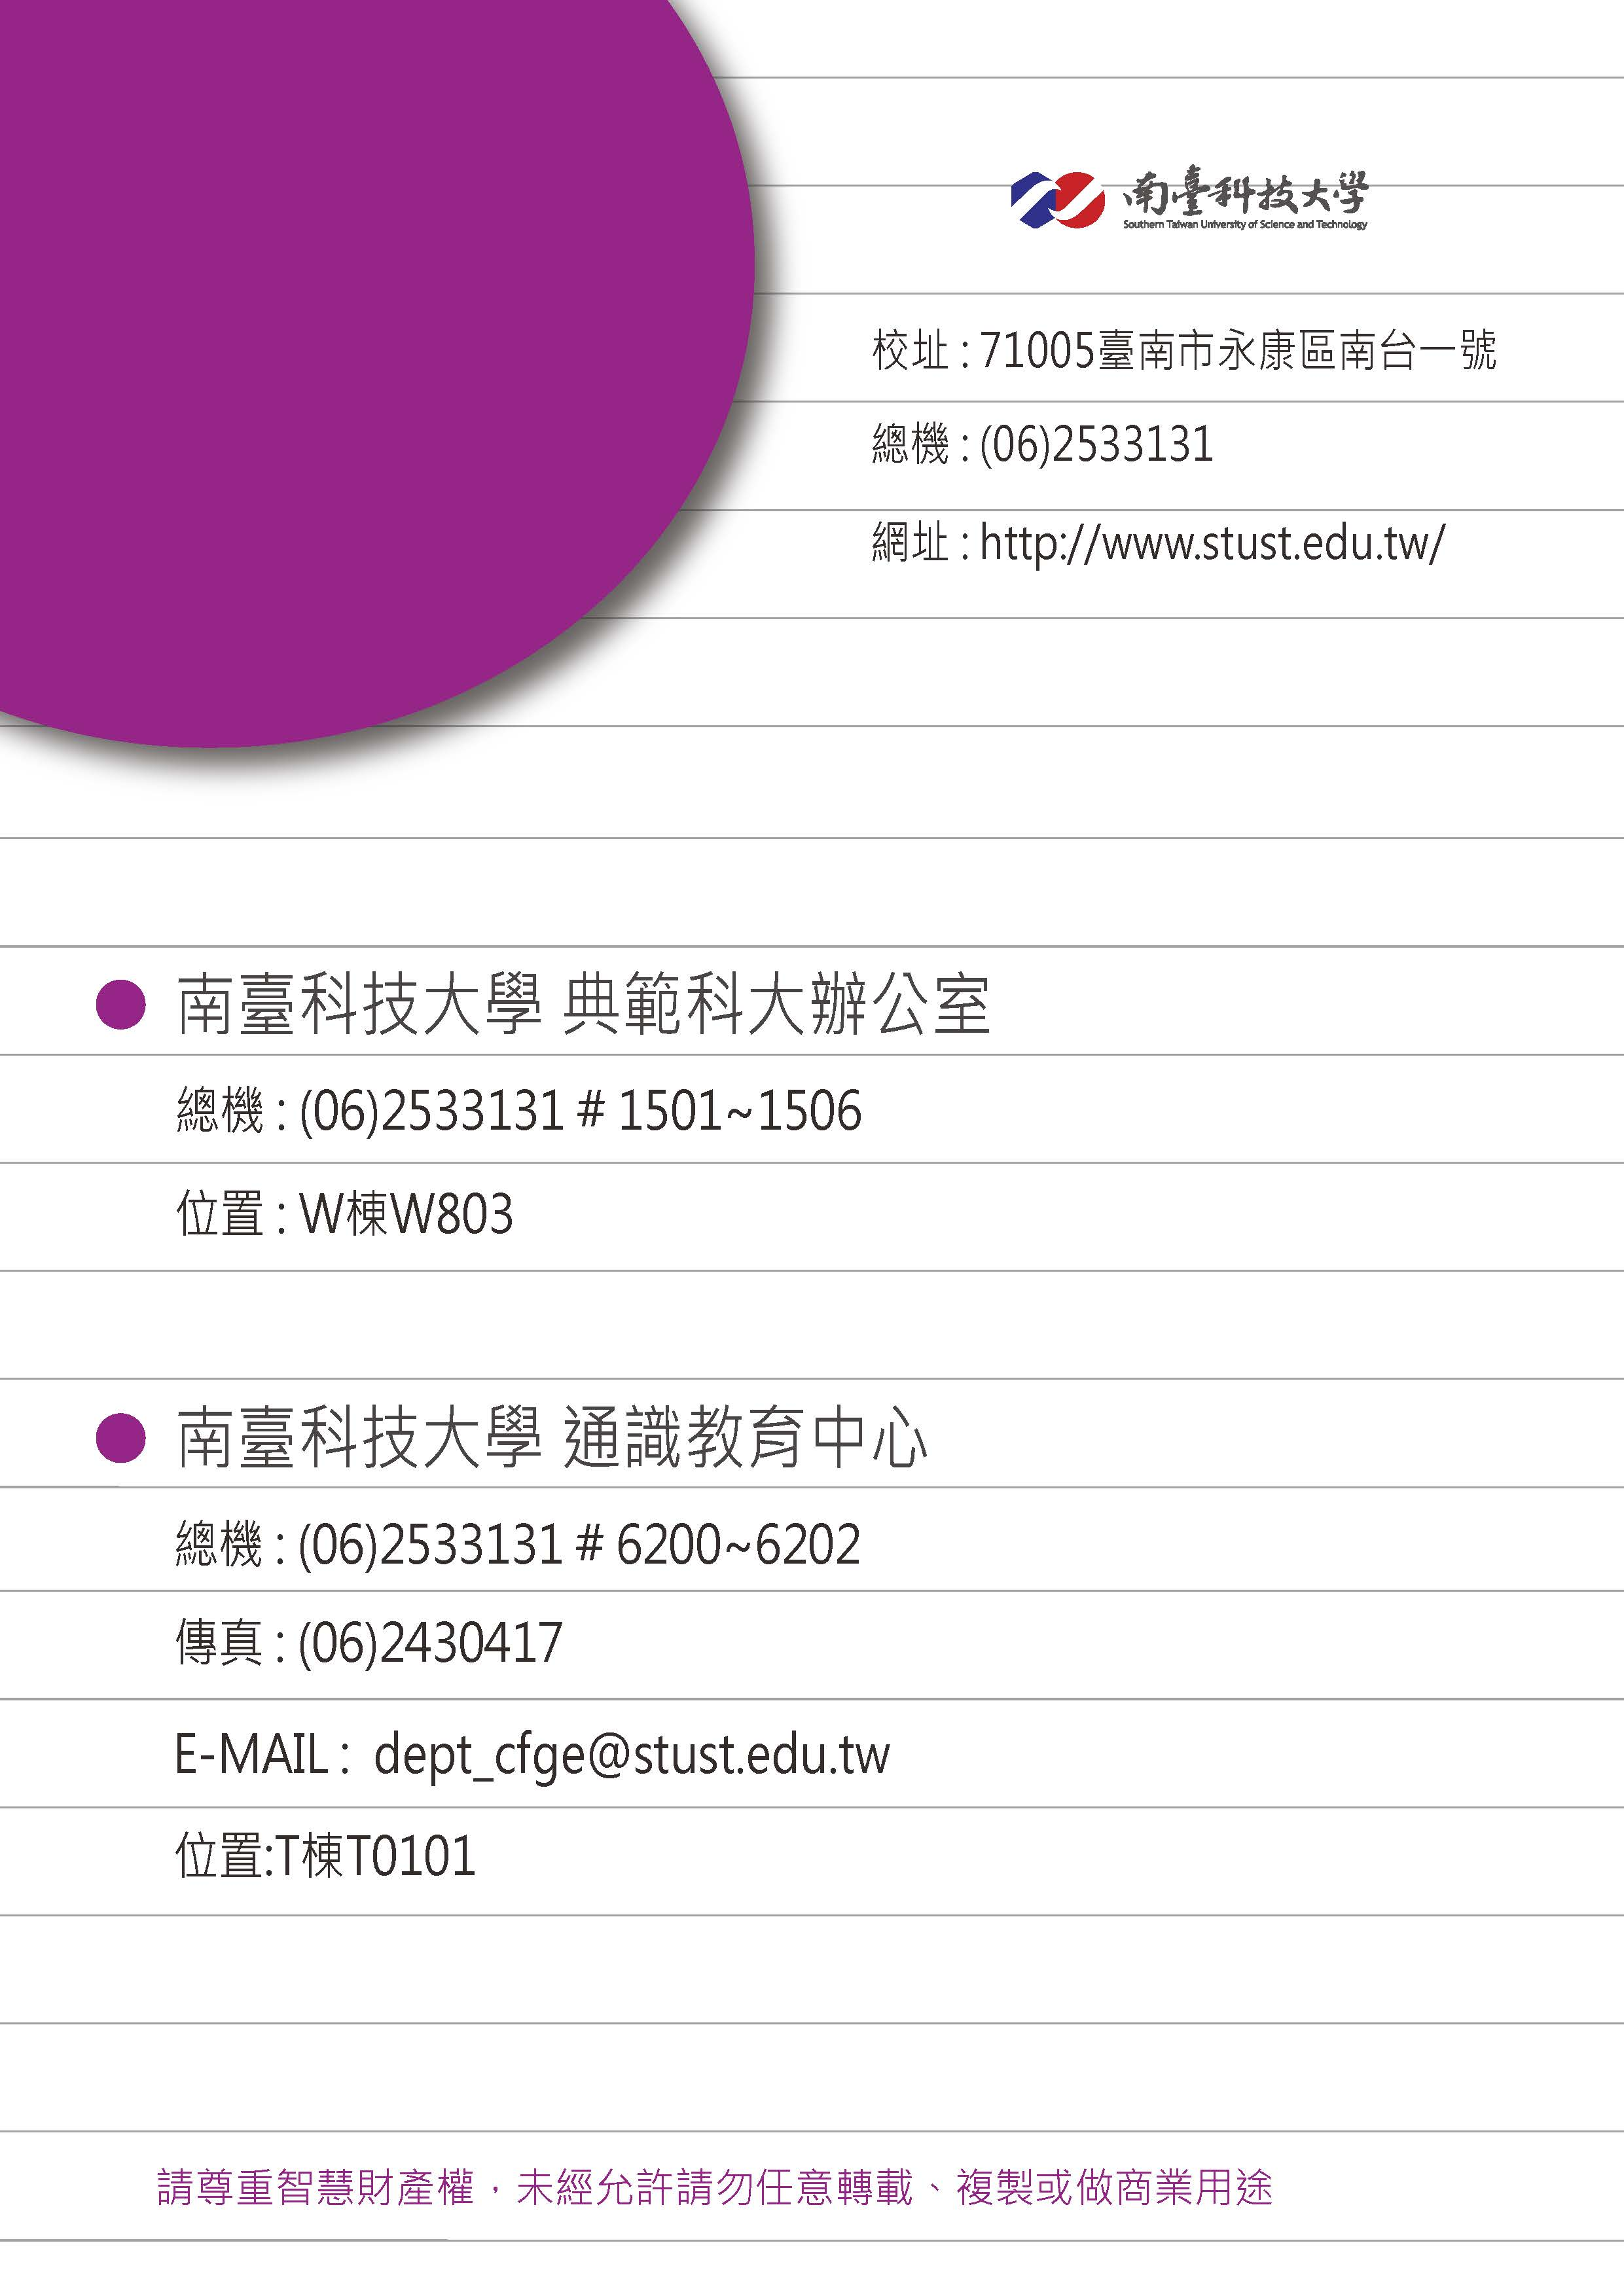 南臺科技大學
Southern Taiwan University of Science and Technology
校址 : 71005臺南市永康區南台一號
總機 : (06)2533131
網址 : http://www.stust.edu.tw/
南臺科技大學 典範科大辦公室
總機 : (06)2533131 # 1501~1506
位置 : W棟W803
南臺科技大學 通識教育中心
總機 : (06)2533131 # 6200~6202
傳真 : (06)2430417
E-MAIL : dept_cfge@stust.edu.tw
位置:T棟T0101
請尊重智慧財產權，未經允許請勿任意轉載、複製或做商業用途